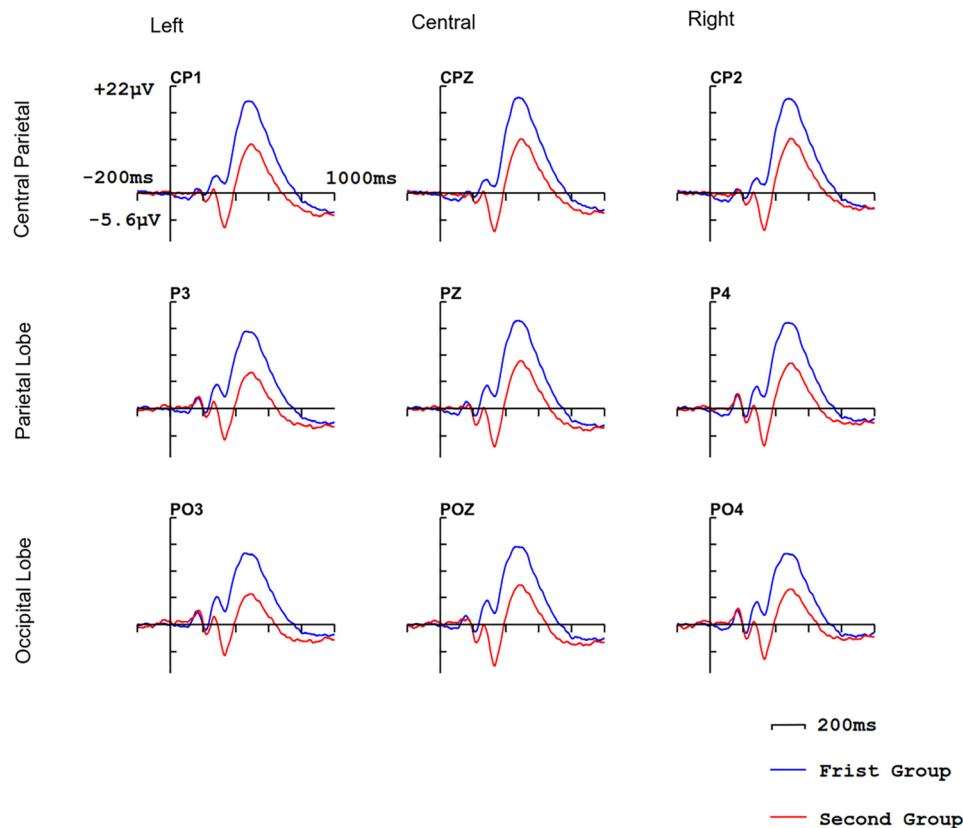 Left
Central
Right
Central Parietal
CP1
CPZ
CP2
+22µV
-200ms
1000ms
-5.6µV
Parietal Lobe
P3
PZ
P4
Occipital Lobe
PO3
POZ
PO4
200ms
Frist Group
Second Group